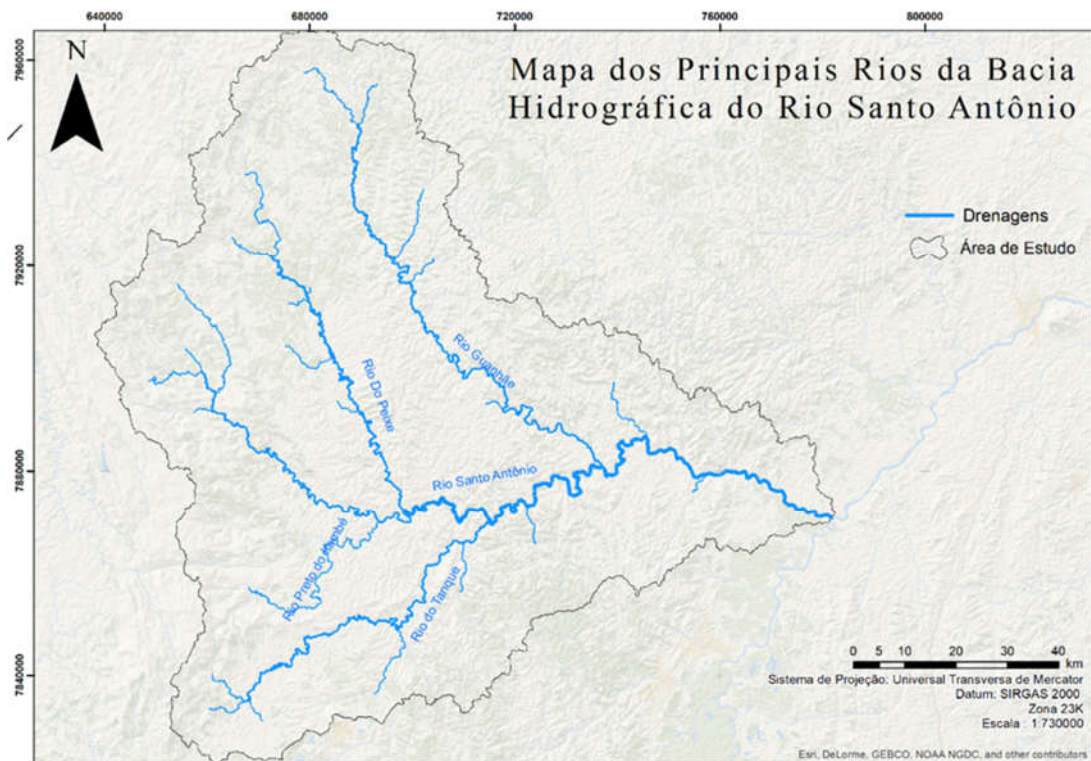 640000 680000 720000 760000 800000
N
Mapa dos Principais Rios da Bacia
Hidrográfica do Rio Santo Antônio
7960000
Drenagens
Área de Estudo
7920000
Rio Guanhãe
Rio Do Peixe
Rio Santo Antônio
7880000
Rio Preto do Itambé
Rio do Tanque
7840000
0 5 10 20 30 40
km
Sistema de Projeção: Universal Transversa de Mercator
Datum: SIRGAS 2000
Zona 23K
Escala : 1:730000
Esri, DeLorme, GEBCO, NOAA NGDC, and other contributors